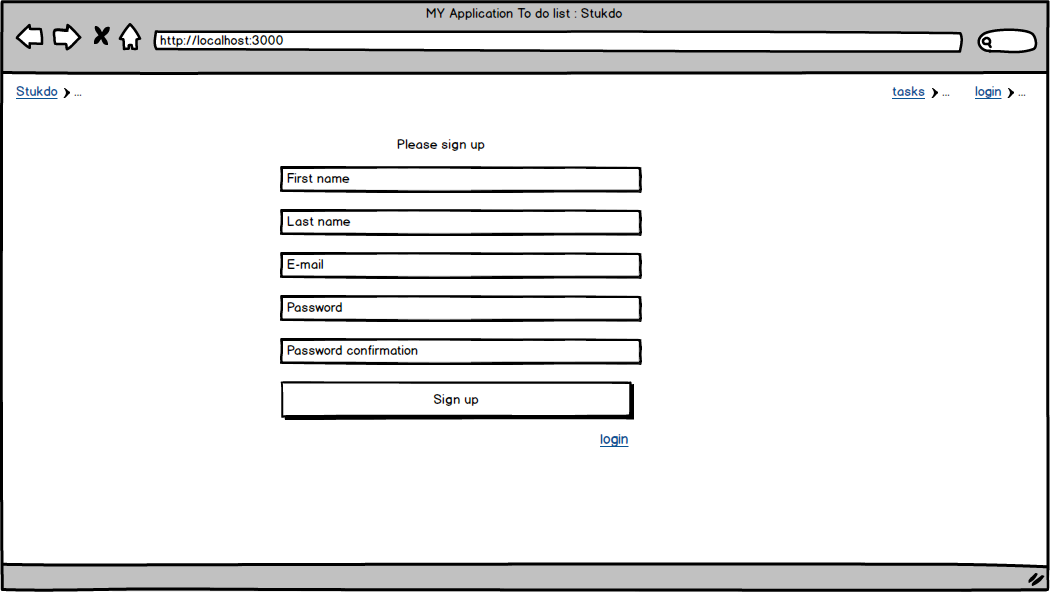 MY Application To do list : Stukdo
http://localhost:3000
Stukdo ...
tasks ... login ...
Please sign up
First name
Last name
E-mail
Password
Password confirmation
Sign up
login